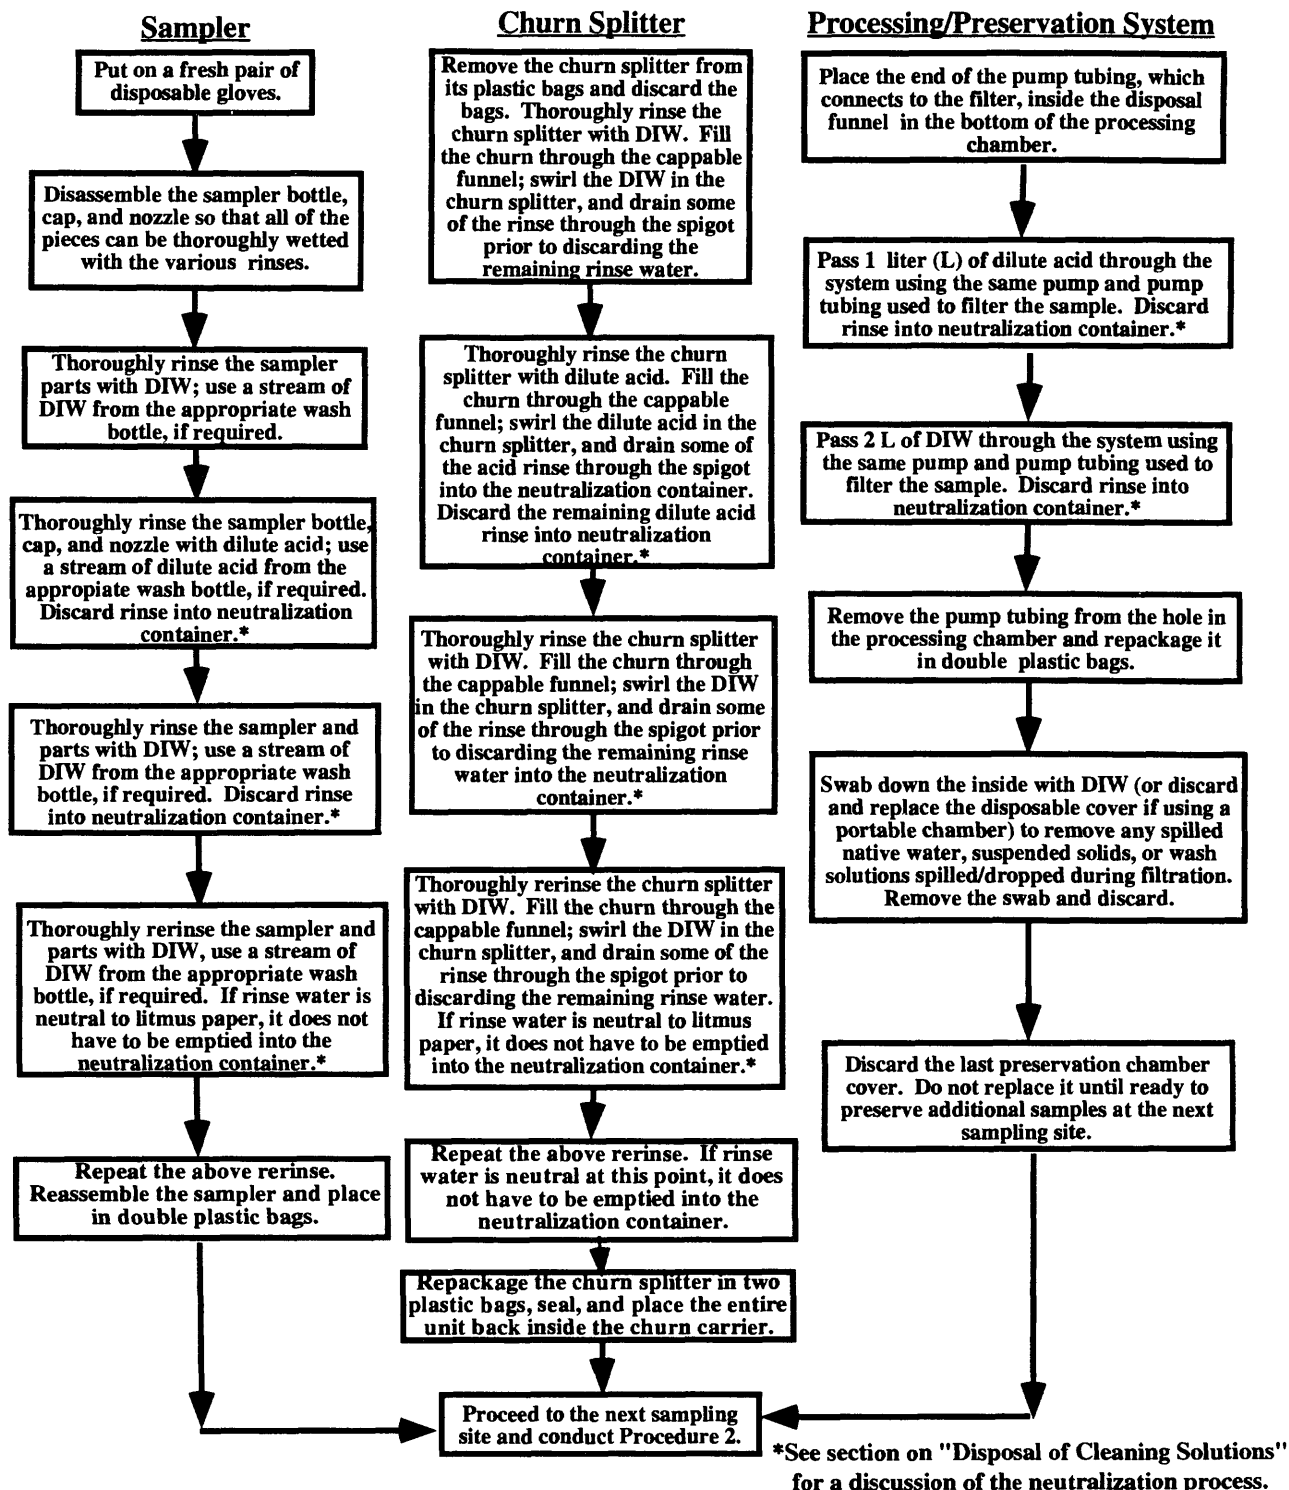 Sampler
Put on a fresh pair of
disposable gloves.
Disassemble the sampler bottle,
cap, and nozzle so that all of the
pieces can be thoroughly wetted
with the various rinses.
Thoroughly rinse the sampler
parts with DIW; use a stream of
DIW from the appropriate wash
bottle, if required.
Thoroughly rinse the sampler bottle,
cap, and nozzle with dilute acid; use
a stream of dilute acid from the
appropiate wash bottle, if required.
Discard rinse into neutralization
container.*
Thoroughly rinse the sampler and
parts with DIW; use a stream of
DIW from the appropriate wash
bottle, if required. Discard rinse
into neutralization container.*
Thoroughly rerinse the sampler and
parts with DIW, use a stream of
DIW from the appropriate wash
bottle, if required. If rinse water is
neutral to litmus paper, it does not
have to be emptied into the
neutralization container.*
Repeat the above rerinse.
Reassemble the sampler and place
in double plastic bags.
Churn Splitter
Remove the churn splitter from
its plastic bags and discard the
bags. Thoroughly rinse the
churn splitter with DIW. Fill
the churn through the cappable
funnel; swirl the DIW in the
churn splitter, and drain some
of the rinse through the spigot
prior to discarding the
remaining rinse water.
Thoroughly rinse the churn
splitter with dilute acid. Fill the
churn through the cappable
funnel; swirl the dilute acid in the
churn splitter, and drain some of
the acid rinse through the spigot
into the neutralization container.
Discard the remaining dilute acid
rinse into neutralization
container.*
Thoroughly rinse the churn splitter
with DIW. Fill the churn through
the cappable funnel; swirl the DIW
in the churn splitter, and drain some
of the rinse through the spigot prior
to discarding the remaining rinse
water into the neutralization
container.*
Thoroughly rerinse the churn splitter
with DIW. Fill the churn through the
cappable funnel; swirl the DIW in the
churn splitter, and drain some of the
rinse through the spigot prior to
discarding the remaining rinse water.
If rinse water is neutral to litmus
paper, it does not have to be emptied
into the neutralization container.*
Repeat the above rerinse. If rinse
water is neutral at this point, it does
not have to be emptied into the
neutralization container.
Repackage the churn splitter in two
plastic bags, seal, and place the entire
unit back inside the churn carrier.
Processing/Preservation System
Place the end of the pump tubing, which
connects to the filter, inside the disposal
funnel in the bottom of the processing
chamber.
Pass 1 liter (L) of dilute acid through the
system using the same pump and pump
tubing used to filter the sample. Discard
rinse into neutralization container.*
Pass 2 L of DIW through the system using
the same pump and pump tubing used to
filter the sample. Discard rinse into
neutralization container.*
Remove the pump tubing from the hole in
the processing chamber and repackage it
in double plastic bags.
Swab down the inside with DIW (or discard
and replace the disposable cover if using a
portable chamber) to remove any spilled
native water, suspended solids, or wash
solutions spilled/dropped during filtration.
Remove the swab and discard.
Discard the last preservation chamber
cover. Do not replace it until ready to
preserve additional samples at the next
sampling site.
Proceed to the next sampling
site and conduct Procedure 2.
*See section on "Disposal of Cleaning Solutions"
for a discussion of the neutralization process.